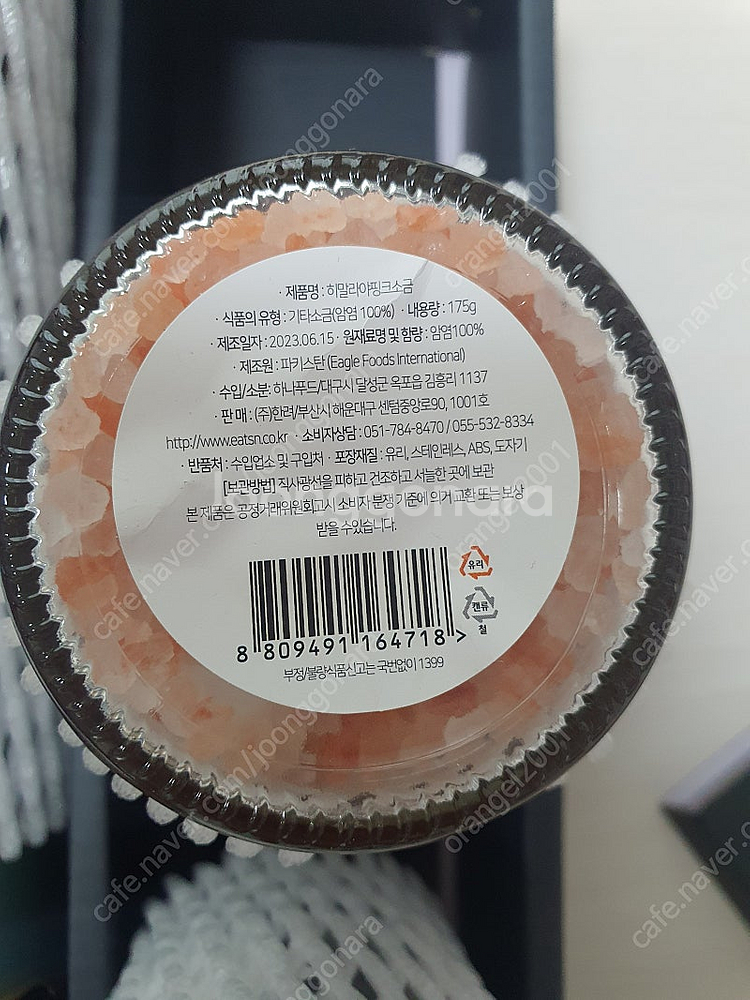 · 제품명 : 히말라야핑크소금
· 식품의 유형 : 기타소금(암염 100%) · 내용량 : 175g
· 제조일자 : 2023.06.15 · 원재료명 및 함량 : 암염100%
· 제조원 : 파키스탄 (Eagle Foods International)
· 수입/소분: 하나푸드/대구시 달성군 옥포읍 김흥리 1137
· 판 매 : (주)한려/부산시 해운대구 센텀중앙로90, 1001호
http://www.eatsn.co.kr · 소비자상담 : 051-784-8470 / 055-532-8334
· 반품처 : 수입업소 및 구입처 · 포장재질 : 유리, 스테인레스, ABS, 도자기
[보관방법] 직사광선을 피하고 건조하고 서늘한 곳에 보관
본 제품은 공정거래위원회고시 소비자 분쟁 기준에 의거 교환 또는 보상
받을 수있습니다.
유리
캔류
철
8 809491 164718 >
부정/불량식품신고는 국번없이 1399
joonggonara
cafe.naver.com/joonggonara
orangel2001